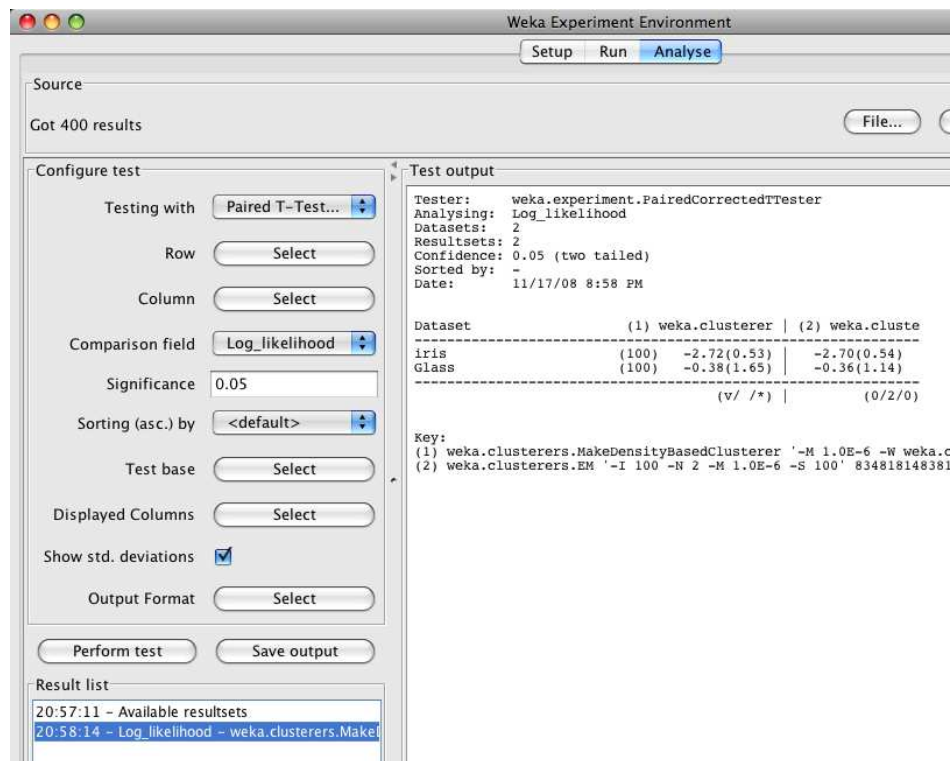 Weka Experiment Environment
Setup Run Analyse
Source
Got 400 results
File...
Configure test
Testing with Paired T-Test...
Row Select
Column Select
Comparison field Log_likelihood
Significance 0.05
Sorting (asc.) by <default>
Test base Select
Displayed Columns Select
Show std. deviations
Output Format Select
Perform test Save output
Result list
20:57:11 - Available resultsets
20:58:14 - Log_likelihood - weka.clusterers.Make
Test output
Tester: weka.experiment.PairedCorrectedTTester
Analysing: Log_likelihood
Datasets: 2
Resultsets: 2
Confidence: 0.05 (two tailed)
Sorted by: -
Date: 11/17/08 8:58 PM
Dataset (1) weka.clusterer | (2) weka.cluste
iris (100) -2.72(0.53) | -2.70(0.54)
Glass (100) -0.38(1.65) | -0.36(1.14)
(v/ /*) | (0/2/0)
Key:
(1) weka.clusterers.MakeDensityBasedClusterer '-M 1.0E-6 -W weka.c
(2) weka.clusterers.EM '-I 100 -N 2 -M 1.0E-6 -S 100' 834818148381